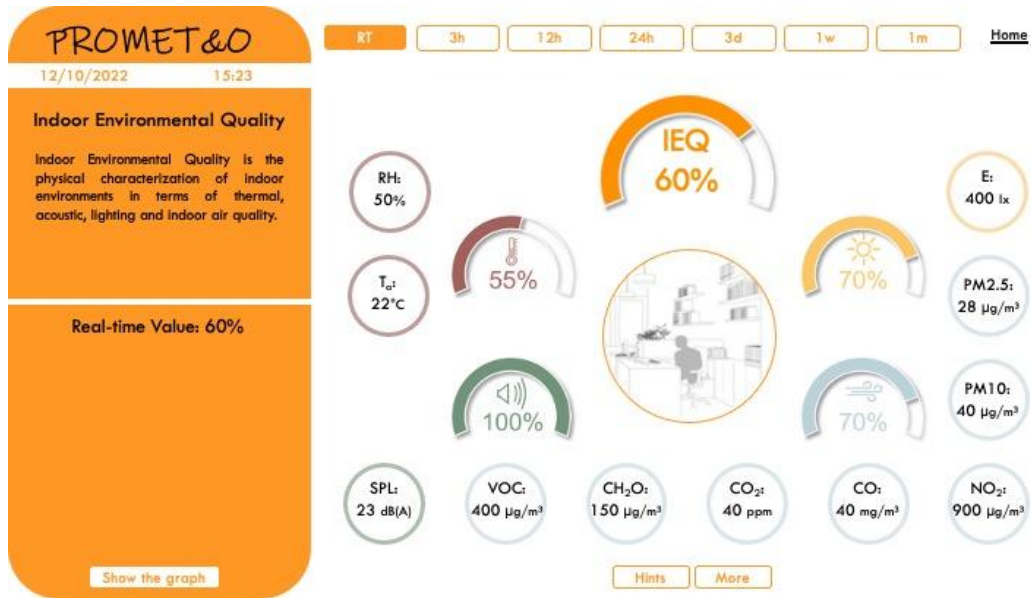 PROMET&O
12/10/2022 15:23
Indoor Environmental Quality
Indoor Environmental Quality is the
physical characterization of indoor
environments in terms of thermal,
acoustic, lighting and indoor air quality.
Real-time Value: 60%
Show the graph
RT 3h 12h 24h 3d 1w 1m Home
IEQ
60%
RH:
50%
E:
400 lx
55%
70%
Tₐ:
22°C
PM2.5:
28 µg/m³
100%
70%
PM10:
40 µg/m³
SPL:
23 dB(A)
VOC:
400 µg/m³
CH₂O:
150 µg/m³
CO₂:
40 ppm
CO:
40 mg/m³
NO₂:
900 µg/m³
Hints More